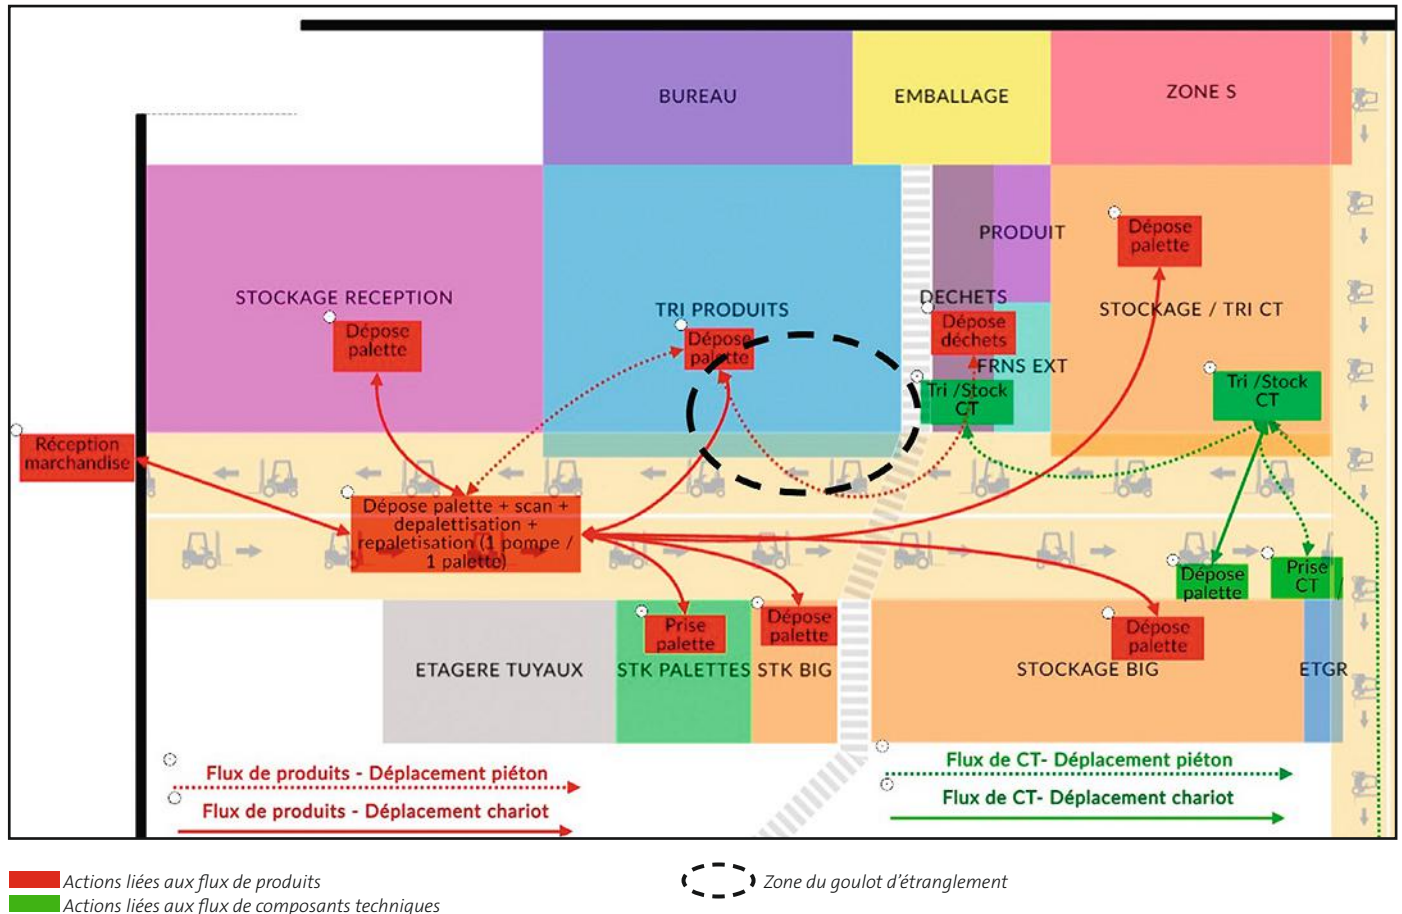 BUREAU
EMBALLAGE
ZONE S
PRODUIT
Dépose
palette
STOCKAGE RECEPTION
DECHETS
TRI PRODUITS
STOCKAGE / TRI CT
Dépose
palette
Dépose
palette
Dépose
déchets
FRNS EXT
Tri /Stock
CT
Tri /Stock
CT
Réception
marchandise
Dépose palette + scan +
depalettisation +
repaletisation (1 pompe /
1 palette)
Dépose
palette
Prise
CT /
Prise
palette
Dépose
palette
Dépose
palette
ETAGERE TUYAUX
STK PALETTES
STK BIG
STOCKAGE BIG
ETGR
Flux de produits - Déplacement piéton
Flux de produits - Déplacement chariot
Flux de CT- Déplacement piéton
Flux de CT- Déplacement chariot
Actions liées aux flux de produits
Actions liées aux flux de composants techniques
Zone du goulot d'étranglement